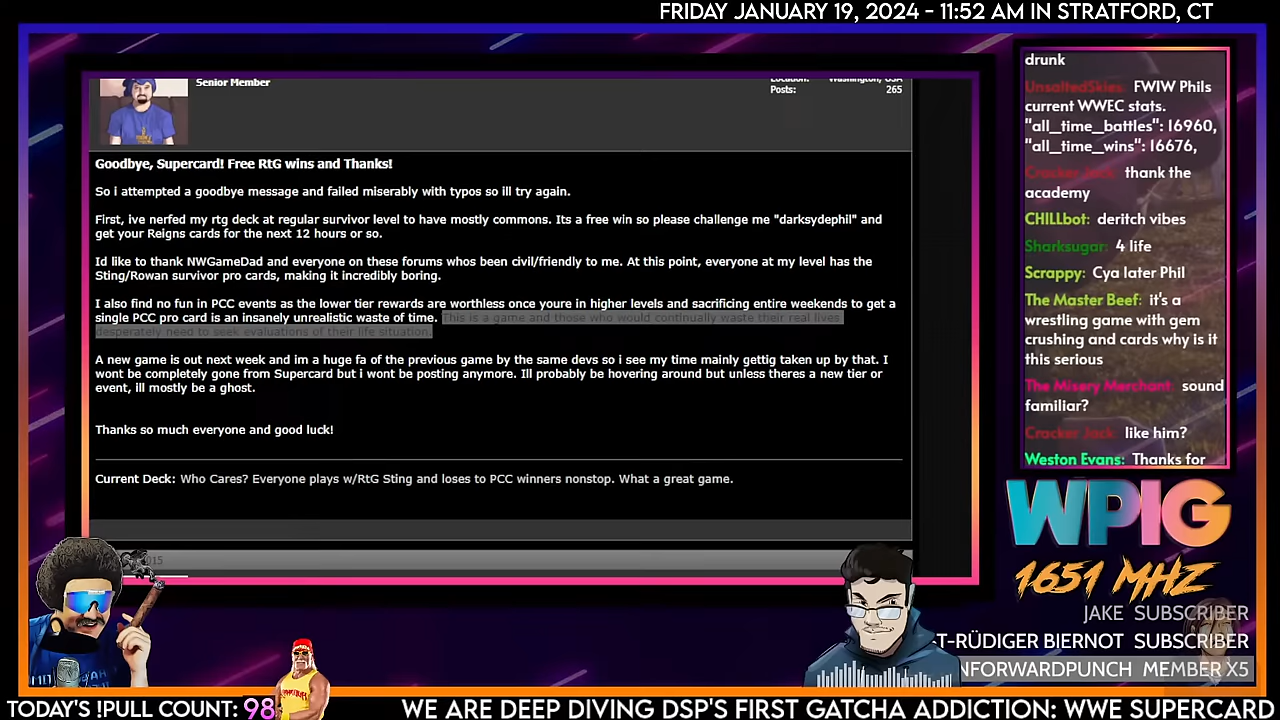 FRIDAY JANUARY 19, 2024 - 11:52 AM IN STRATFORD, CT
Senior Member
Location: Washington, USA
Posts: 265
Goodbye, Supercard! Free RtG wins and Thanks!
So i attempted a goodbye message and failed miserably with typos so ill try again.
First, ive nerfed my rtg deck at regular survivor level to have mostly commons. Its a free win so please challenge me "darksydephil" and
get your Reigns cards for the next 12 hours or so.
Id like to thank NWGameDad and everyone on these forums whos been civil/friendly to me. At this point, everyone at my level has the
Sting/Rowan survivor pro cards, making it incredibly boring.
I also find no fun in PCC events as the lower tier rewards are worthless once youre in higher levels and sacrificing entire weekends to get a
single PCC pro card is an insanely unrealistic waste of time. This is a game and those who would continually waste their real lives
desperately need to seek evaluations of their life situation.
A new game is out next week and im a huge fa of the previous game by the same devs so i see my time mainly gettig taken up by that. I
wont be completely gone from Supercard but i wont be posting anymore. Ill probably be hovering around but unless theres a new tier or
event, ill mostly be a ghost.
Thanks so much everyone and good luck!
Current Deck: Who Cares? Everyone plays w/RtG Sting and loses to PCC winners nonstop. What a great game.
drunk
UnsaltedSkies: FWIW Phils
current WWEC stats.
"all_time_battles": 16960,
"all_time_wins": 16676,
Cracker Jack: thank the
academy
CHILLbot: deritch vibes
Sharksugar: 4 life
Scrappy: Cya later Phil
The Master Beef: it's a
wrestling game with gem
crushing and cards why is it
this serious
The Misery Merchant: sound
familiar?
Cracker Jack: like him?
Weston Evans: Thanks for
WPIG
1651 MHZ
JAKE SUBSCRIBER
T-RÜDIGER BIERNOT SUBSCRIBER
NFORWARDPUNCH MEMBER X5
TODAY'S !PULL COUNT: 98
WE ARE DEEP DIVING DSP'S FIRST GATCHA ADDICTION: WWE SUPERCARD